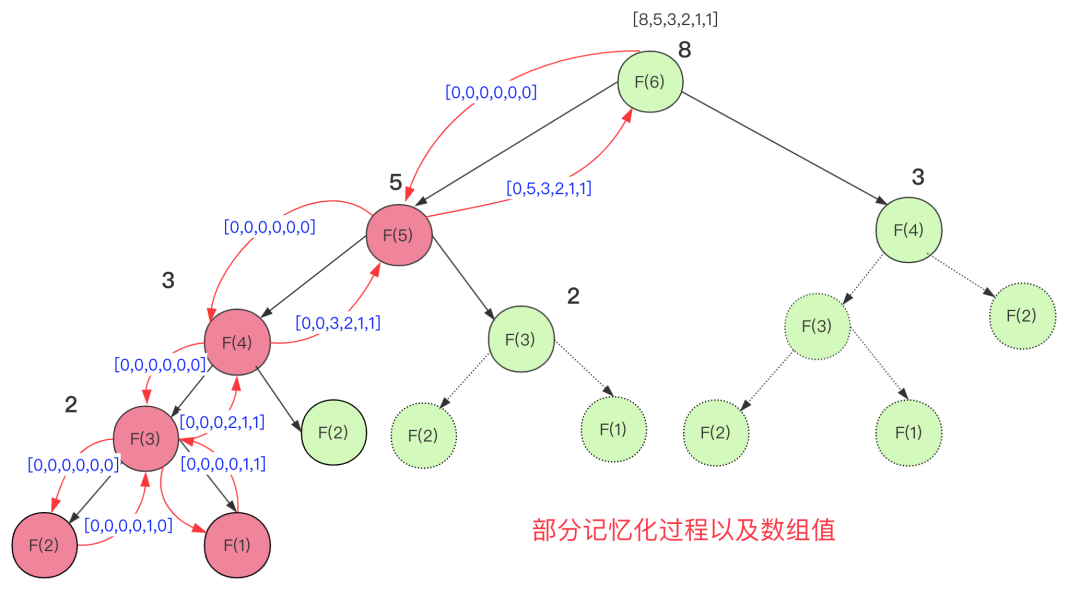 [8,5,3,2,1,1]
8
F(6)
[0,0,0,0,0,0]
5
[0,5,3,2,1,1]
3
[0,0,0,0,0,0]
F(5)
F(4)
3
2
[0,0,3,2,1,1]
F(4)
F(3)
F(3)
F(2)
[0,0,0,0,0,0]
2
[0,0,0,2,1,1]
F(3)
F(2)
F(2)
F(1)
F(2)
F(1)
[0,0,0,0,0,0]
[0,0,0,0,1,1]
[0,0,0,0,1,0]
F(2)
F(1)
部分记忆化过程以及数组值